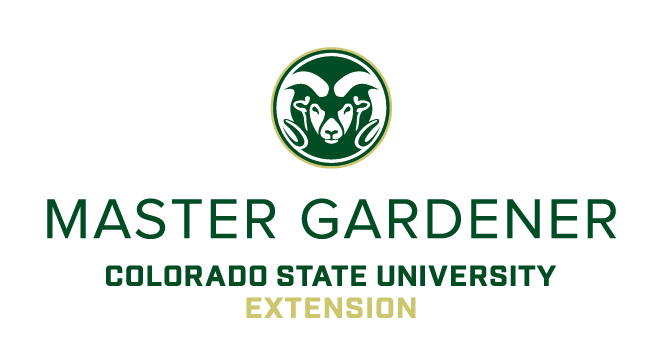 MASTER GARDENER
COLORADO STATE UNIVERSITY
EXTENSION